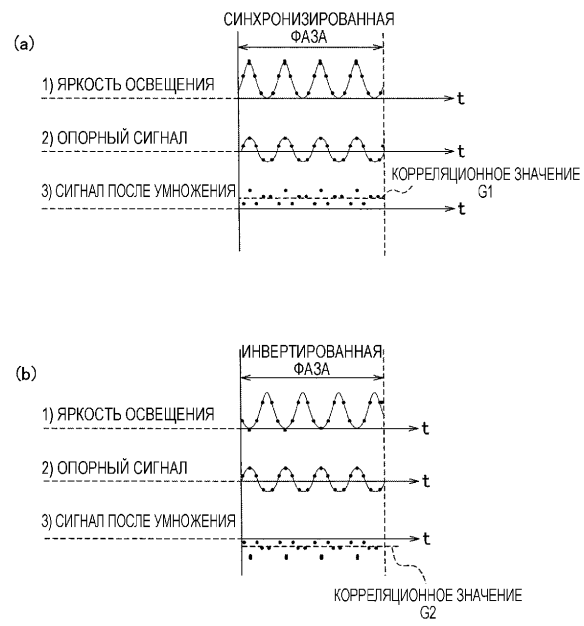 (a)
СИНХРОНИЗИРОВАННАЯ
ФАЗА
1) ЯРКОСТЬ ОСВЕЩЕНИЯ
t
2) ОПОРНЫЙ СИГНАЛ
t
3) СИГНАЛ ПОСЛЕ УМНОЖЕНИЯ
КОРРЕЛЯЦИОННОЕ ЗНАЧЕНИЕ
G1
t
(b)
ИНВЕРТИРОВАННАЯ
ФАЗА
1) ЯРКОСТЬ ОСВЕЩЕНИЯ
t
2) ОПОРНЫЙ СИГНАЛ
t
3) СИГНАЛ ПОСЛЕ УМНОЖЕНИЯ
t
КОРРЕЛЯЦИОННОЕ ЗНАЧЕНИЕ
G2